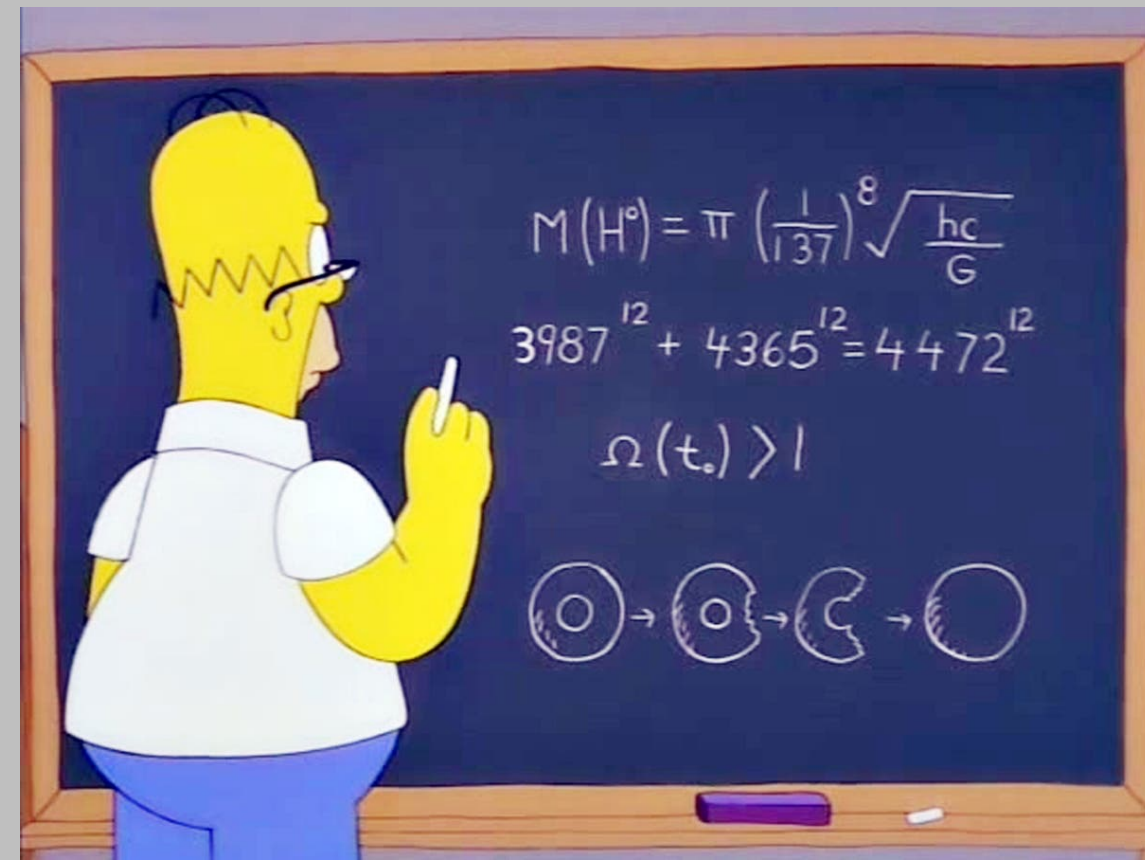 M(H°) = π (1/137)⁸ √(hc/G)
3987¹² + 4365¹² = 4472¹²
Ω(t₀) > 1